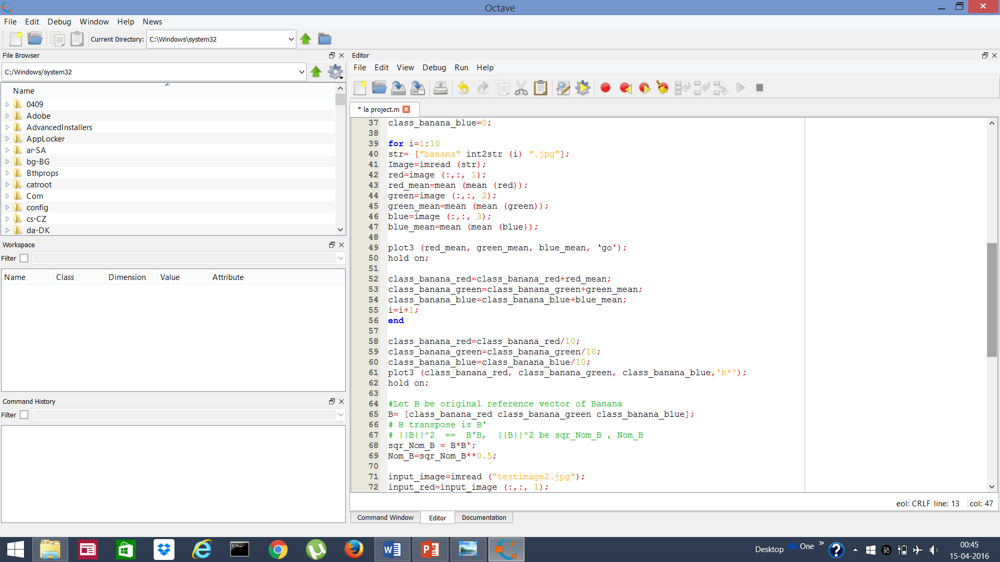 Octave
File Edit Debug Window Help News
Current Directory: C:\Windows\system32
File Browser
C:/Windows/system32
Name
0409
Adobe
AdvancedInstallers
AppLocker
ar-SA
bg-BG
Bthprops
catroot
Com
config
cs-CZ
da-DK
Workspace
Filter
Name Class Dimension Value Attribute
Command History
Filter
Editor
File Edit View Debug Run Help
* la project.m
37 class_banana_blue=0;
38
39 for i=1:10
40 str= ["banana" int2str (i) ".jpg"];
41 Image=imread (str);
42 red=image (:,:, 1);
43 red_mean=mean (mean (red));
44 green=image (:,:, 2);
45 green_mean=mean (mean (green));
46 blue=image (:,:, 3);
47 blue_mean=mean (mean (blue));
48
49 plot3 (red_mean, green_mean, blue_mean, ‘go');
50 hold on;
51
52 class_banana_red=class_banana_red+red_mean;
53 class_banana_green=class_banana_green+green_mean;
54 class_banana_blue=class_banana_blue+blue_mean;
55 i=i+1;
56 end
57
58 class_banana_red=class_banana_red/10;
59 class_banana_green=class_banana_green/10;
60 class_banana_blue=class_banana_blue/10;
61 plot3 (class_banana_red, class_banana_green, class_banana_blue,'b*');
62 hold on;
63
64 #Let B be original reference vector of Banana
65 B= [class_banana_red class_banana_green class_banana_blue];
66 # B transpose is B'
67 # ||B||^2 == B'B, ||B||^2 be sqr_Nom_B , Nom_B
68 sqr_Nom_B = B*B';
69 Nom_B=sqr_Nom_B**0.5;
70
71 input_image=imread ("testimage2.jpg");
72 input_red=input_image (:,:, 1);
eol: CRLF line: 13 col: 47
Command Window Editor Documentation
Desktop One »
00:45
15-04-2016